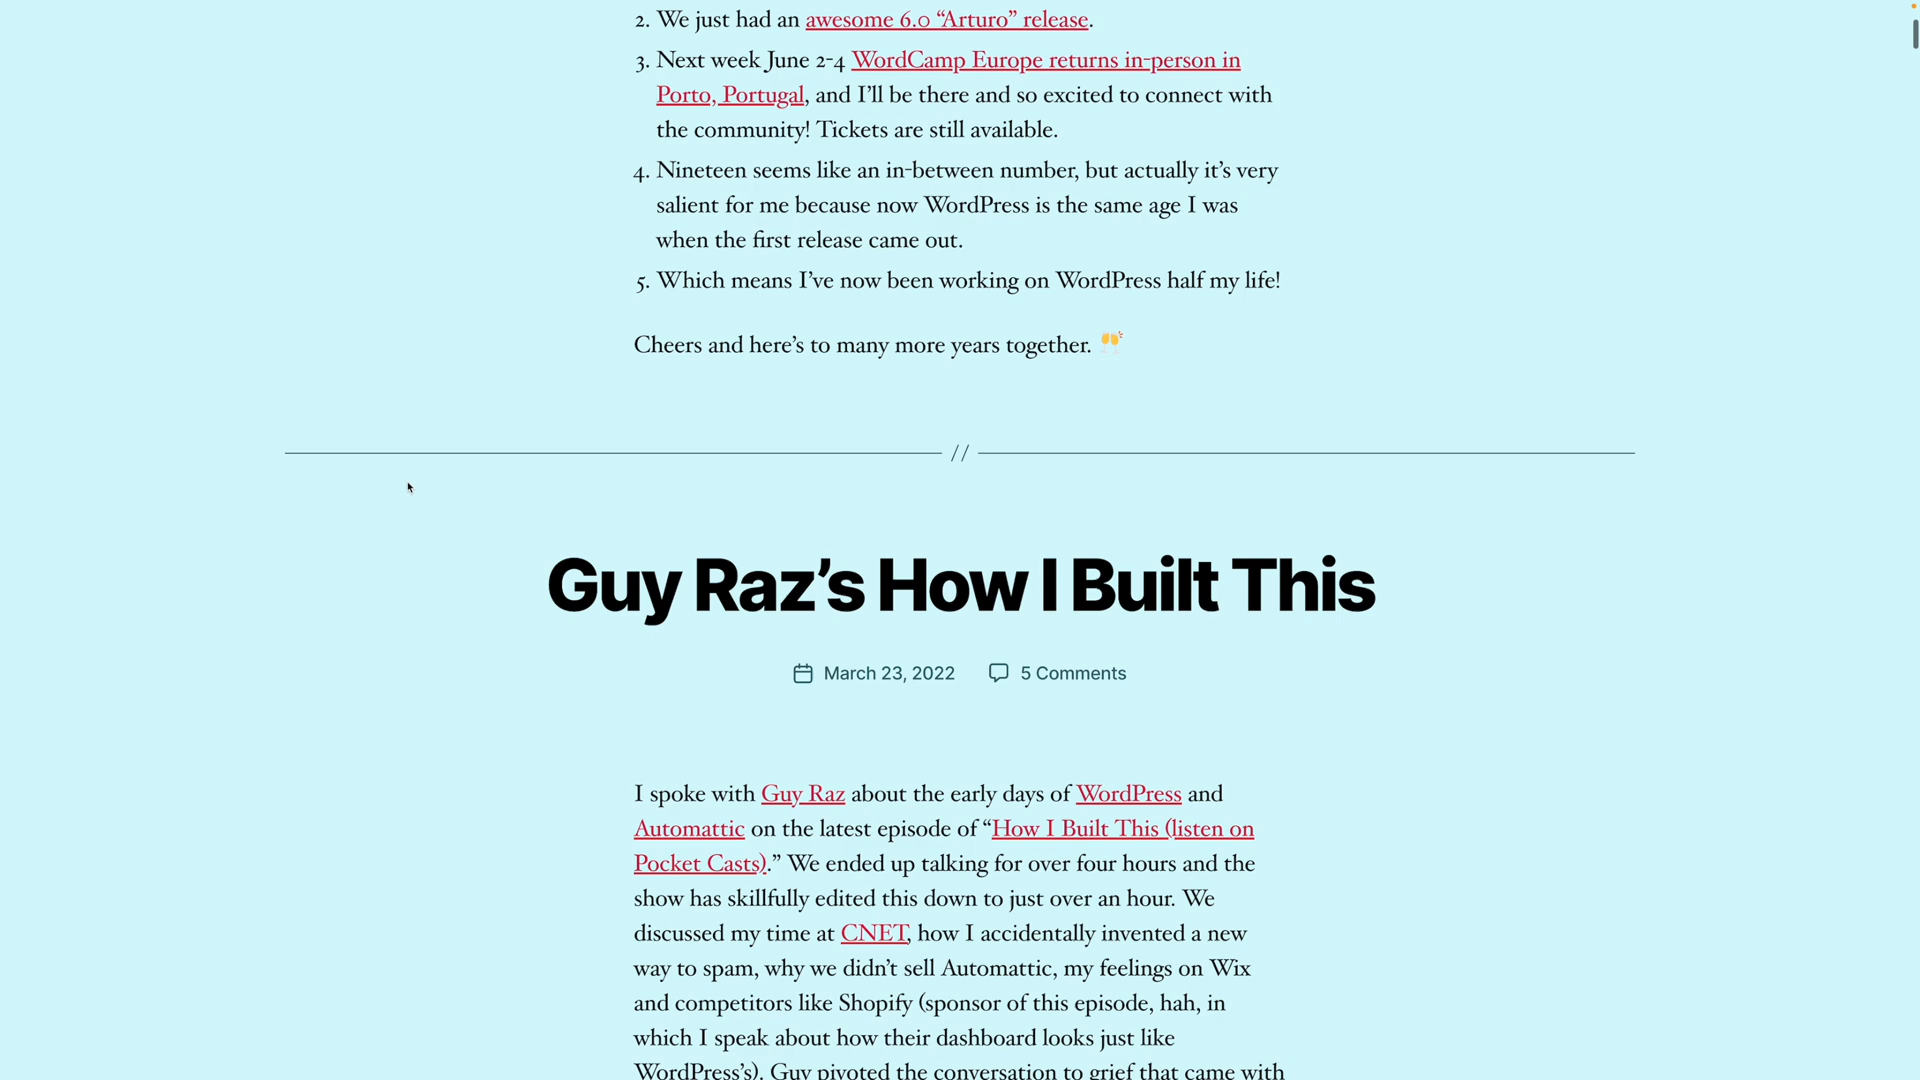 2. We just had an awesome 6.0 “Arturo” release.
3. Next week June 2-4 WordCamp Europe returns in-person in
Porto, Portugal, and I’ll be there and so excited to connect with
the community! Tickets are still available.
4. Nineteen seems like an in-between number, but actually it’s very
salient for me because now WordPress is the same age I was
when the first release came out.
5. Which means I’ve now been working on WordPress half my life!
Cheers and here’s to many more years together.
//
Guy Raz’s How I Built This
March 23, 2022 5 Comments
I spoke with Guy Raz about the early days of WordPress and
Automattic on the latest episode of “How I Built This (listen on
Pocket Casts).” We ended up talking for over four hours and the
show has skillfully edited this down to just over an hour. We
discussed my time at CNET, how I accidentally invented a new
way to spam, why we didn’t sell Automattic, my feelings on Wix
and competitors like Shopify (sponsor of this episode, hah, in
which I speak about how their dashboard looks just like
WordPress’s). Guy pivoted the conversation to grief that came with